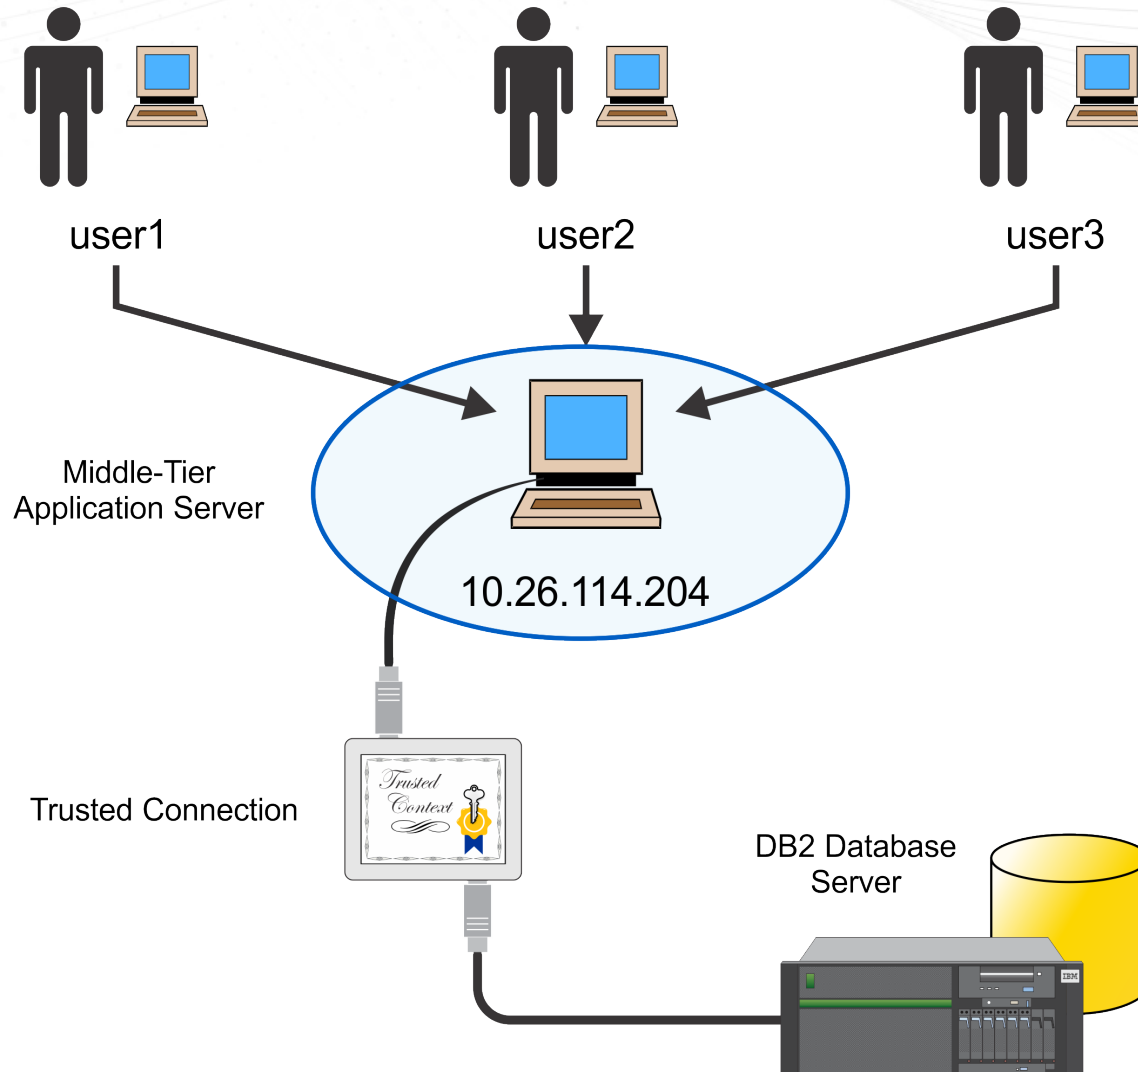 user1
user2
user3
Middle-Tier
Application Server
10.26.114.204
Trusted
Context
Trusted Connection
DB2 Database
Server
IBM